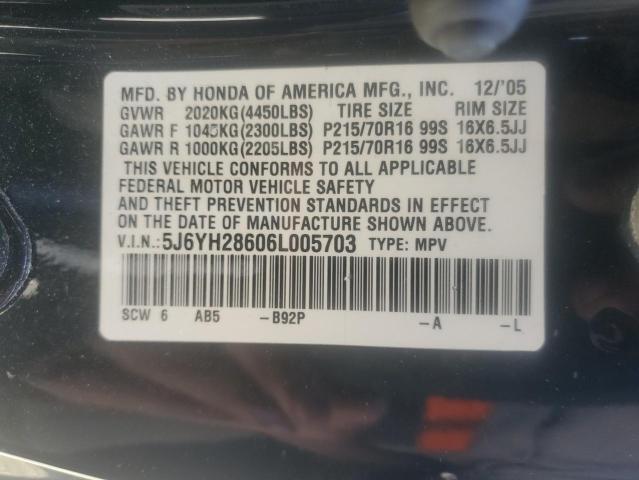 MFD. BY HONDA OF AMERICA MFG., INC. 12/'05
GVWR 2020KG(4450LBS) TIRE SIZE RIM SIZE
GAWR F 1045KG(2300LBS) P215/70R16 99S 16X6.5JJ
GAWR R 1000KG(2205LBS) P215/70R16 99S 16X6.5JJ
THIS VEHICLE CONFORMS TO ALL APPLICABLE
FEDERAL MOTOR VEHICLE SAFETY
AND THEFT PREVENTION STANDARDS IN EFFECT
ON THE DATE OF MANUFACTURE SHOWN ABOVE.
V.I.N.: 5J6YH28606L005703 TYPE: MPV
SCW 6 AB5 –B92P –A –L